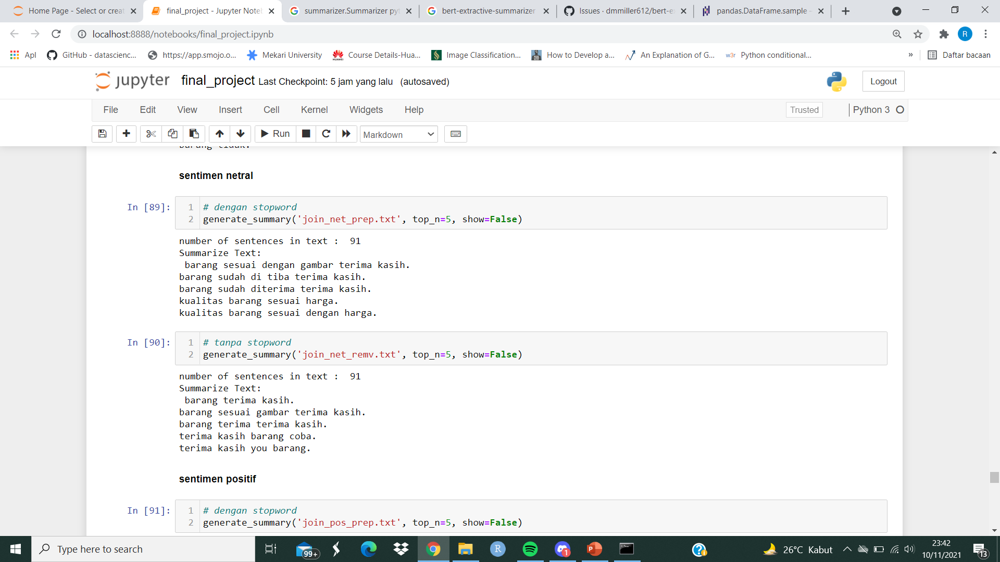 Home Page - Select or creat
final_project - Jupyter Note
summarizer.Summarizer py
bert-extractive-summarizer
Issues · dmmiller612/bert-e
pandas.DataFrame.sample -
localhost:8888/notebooks/final_project.ipynb
R
Apl
GitHub - datascienc...
https://app.smojo.o...
Mekari University
HUAWEI
Course Details-Hua...
Image Classification...
How to Develop a...
An Explanation of G...
w3r
Python conditional...
»
Daftar bacaan
jupyter
final_project Last Checkpoint: 5 jam yang lalu (autosaved)
Logout
File Edit View Insert Cell Kernel Widgets Help
Trusted
Python 3
Run
Markdown
barang tidak.
sentimen netral
In [89]:
1 # dengan stopword
2 generate_summary('join_net_prep.txt', top_n=5, show=False)
number of sentences in text :  91
Summarize Text:
barang sesuai dengan gambar terima kasih.
barang sudah di tiba terima kasih.
barang sudah diterima terima kasih.
kualitas barang sesuai harga.
kualitas barang sesuai dengan harga.
In [90]:
1 # tanpa stopword
2 generate_summary('join_net_remv.txt', top_n=5, show=False)
number of sentences in text :  91
Summarize Text:
barang terima kasih.
barang sesuai gambar terima kasih.
barang terima terima kasih.
terima kasih barang coba.
terima kasih you barang.
sentimen positif
In [91]:
1 # dengan stopword
2 generate_summary('join_pos_prep.txt', top_n=5, show=False)
Type here to search
99+
R
1
P
26°C Kabut
23:42
10/11/2021
13